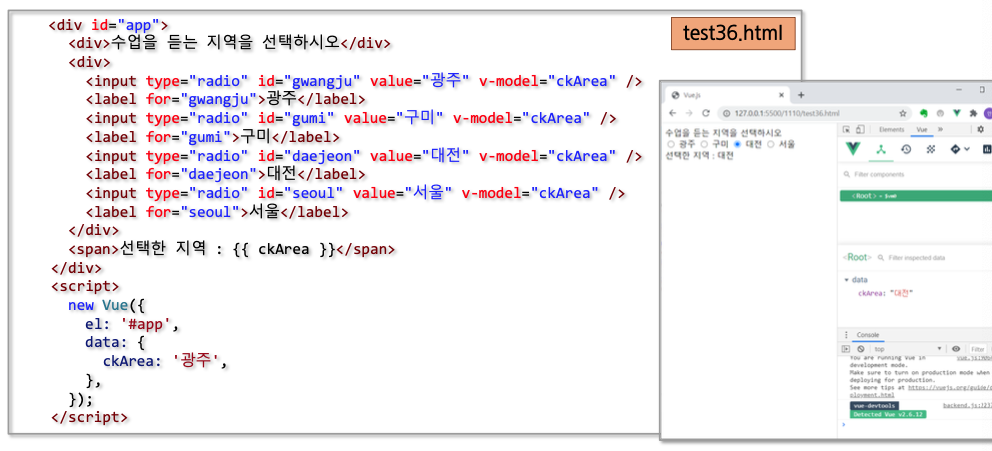 <div id="app">
<div>수업을 듣는 지역을 선택하시오</div>
<div>
<input type="radio" id="gwangju" value="광주" v-model="ckArea" />
<label for="gwangju">광주</label>
<input type="radio" id="gumi" value="구미" v-model="ckArea" />
<label for="gumi">구미</label>
<input type="radio" id="daejeon" value="대전" v-model="ckArea" />
<label for="daejeon">대전</label>
<input type="radio" id="seoul" value="서울" v-model="ckArea" />
<label for="seoul">서울</label>
</div>
<span>선택한 지역 : {{ ckArea }}</span>
</div>
<script>
new Vue({
el: '#app',
data: {
ckArea: '광주',
},
});
</script>
test36.html
Vue.js
127.0.0.1:5500/1110/test36.html
수업을 듣는 지역을 선택하시오
광주 구미 대전 서울
선택한 지역 : 대전
Elements Vue
Filter components
<Root> = $vm0
<Root> Filter inspected data
data
ckArea: "대전"
Console
top Filter
You are running Vue in
development mode.
Make sure to turn on production mode when
deploying for production.
See more tips at https://vuejs.org/guide/
ployment.html
vue-devtools backend.js:
Detected Vue v2.6.12